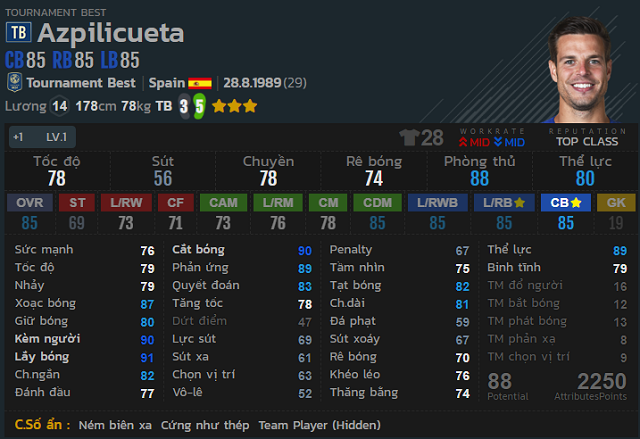 TOURNAMENT BEST
TB Azpilicueta
CB 85 RB 85 LB 85
Tournament Best Spain 28.8.1989 (29)
Lương 14 178cm 78kg TB 3 5
+1 LV.1 28 WORKRATE MID MID REPUTATION TOP CLASS
Tốc độ Sút Chuyền Rê bóng Phòng thủ Thể lực
78 56 78 74 88 80
OVR ST L/RW CF CAM L/RM CM CDM L/RWB L/RB CB GK
85 69 73 71 73 76 78 85 85 85 85 19
Sức mạnh 76 Cắt bóng 90 Penalty 67 Thể lực 89
Tốc độ 79 Phản ứng 89 Tầm nhìn 75 Bình tĩnh 79
Nhảy 79 Quyết đoán 83 Tạt bóng 82 TM đổ người 16
Xoạc bóng 87 Tăng tốc 78 Ch.dài 81 TM bắt bóng 12
Giữ bóng 80 Dứt điểm 47 Đá phạt 59 TM phát bóng 13
Kèm người 90 Lực sút 69 Sút xoáy 67 TM phản xạ 8
Lấy bóng 91 Sút xa 61 Rê bóng 70 TM chọn vị trí 9
Ch.ngắn 82 Chọn vị trí 63 Khéo léo 76 88 2250
Đánh đầu 77 Vô-lê 52 Thăng bằng 74 Potential AttributesPoints
C.Số ẩn : Ném biên xa Cứng như thép Team Player (Hidden)